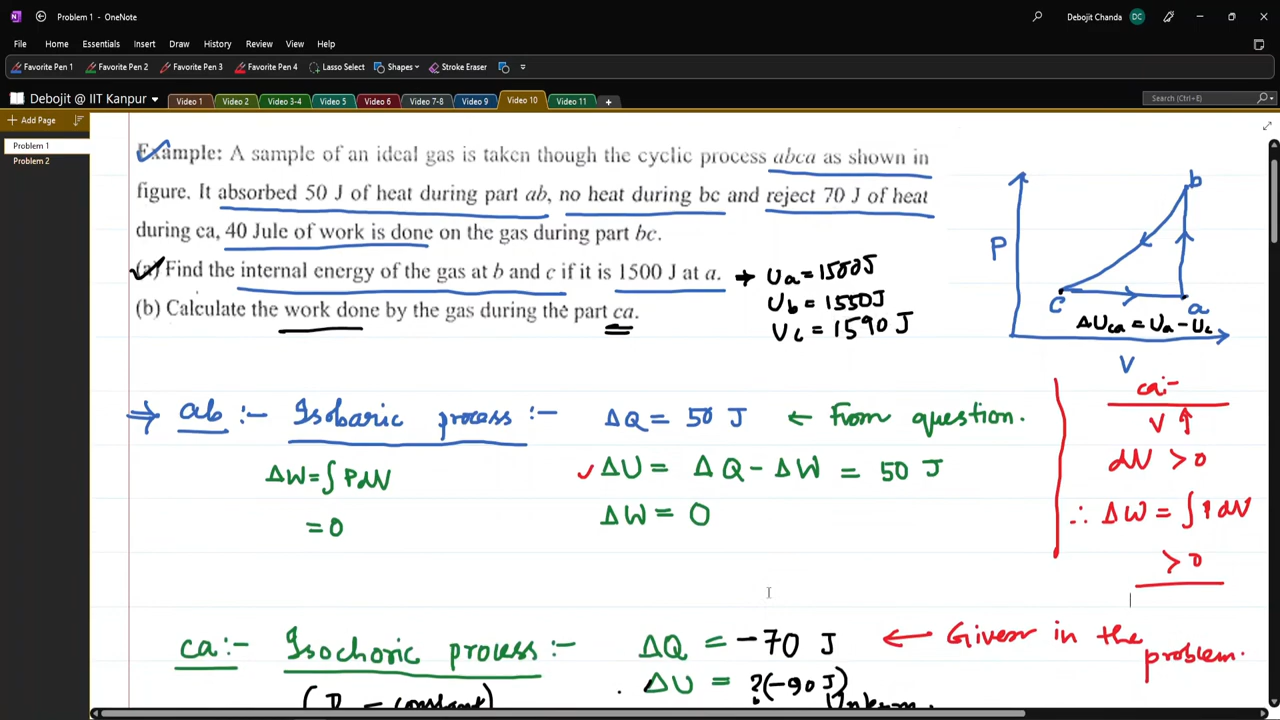 Problem 1 - OneNote
Debojit Chanda DC
File Home Essentials Insert Draw History Review View Help
Favorite Pen 1 Favorite Pen 2 Favorite Pen 3 Favorite Pen 4 Lasso Select Shapes Stroke Eraser
Debojit @ IIT Kanpur Video 1 Video 2 Video 3-4 Video 5 Video 6 Video 7-8 Video 9 Video 10 Video 11 + Search (Ctrl+E)
+ Add Page
Problem 1
Problem 2
Example: A sample of an ideal gas is taken though the cyclic process abca as shown in
figure. It absorbed 50 J of heat during part ab, no heat during bc and reject 70 J of heat
during ca, 40 Jule of work is done on the gas during part bc.
(a) Find the internal energy of the gas at b and c if it is 1500 J at a.
(b) Calculate the work done by the gas during the part ca.
→ Ua = 1500J
Ub = 1550J
Uc = 1590 J
b
P
c
a
ΔUca = Ua - Uc
V
⇒ ab :- Isobaric process :- ΔQ = 50 J ← From question.
ΔW = ∫ PdV
= 0
✓ ΔU = ΔQ - ΔW = 50 J
ΔW = 0
ca:-
V ↑
dV > 0
∴ ΔW = ∫ P dV
> 0
ca :- Isochoric process :- ΔQ = -70 J ← Given in the
problem.
ΔU = ?(-90 J)
constant)